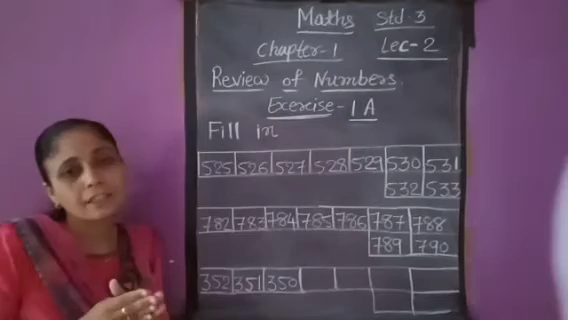 Maths Std 3
Chapter-1 Lec-2
Review of Numbers
Exercise-1A
Fill in
525 526 527 528 529 530 531
532 533
782 783 784 785 786 787 788
789 790
352 351 350